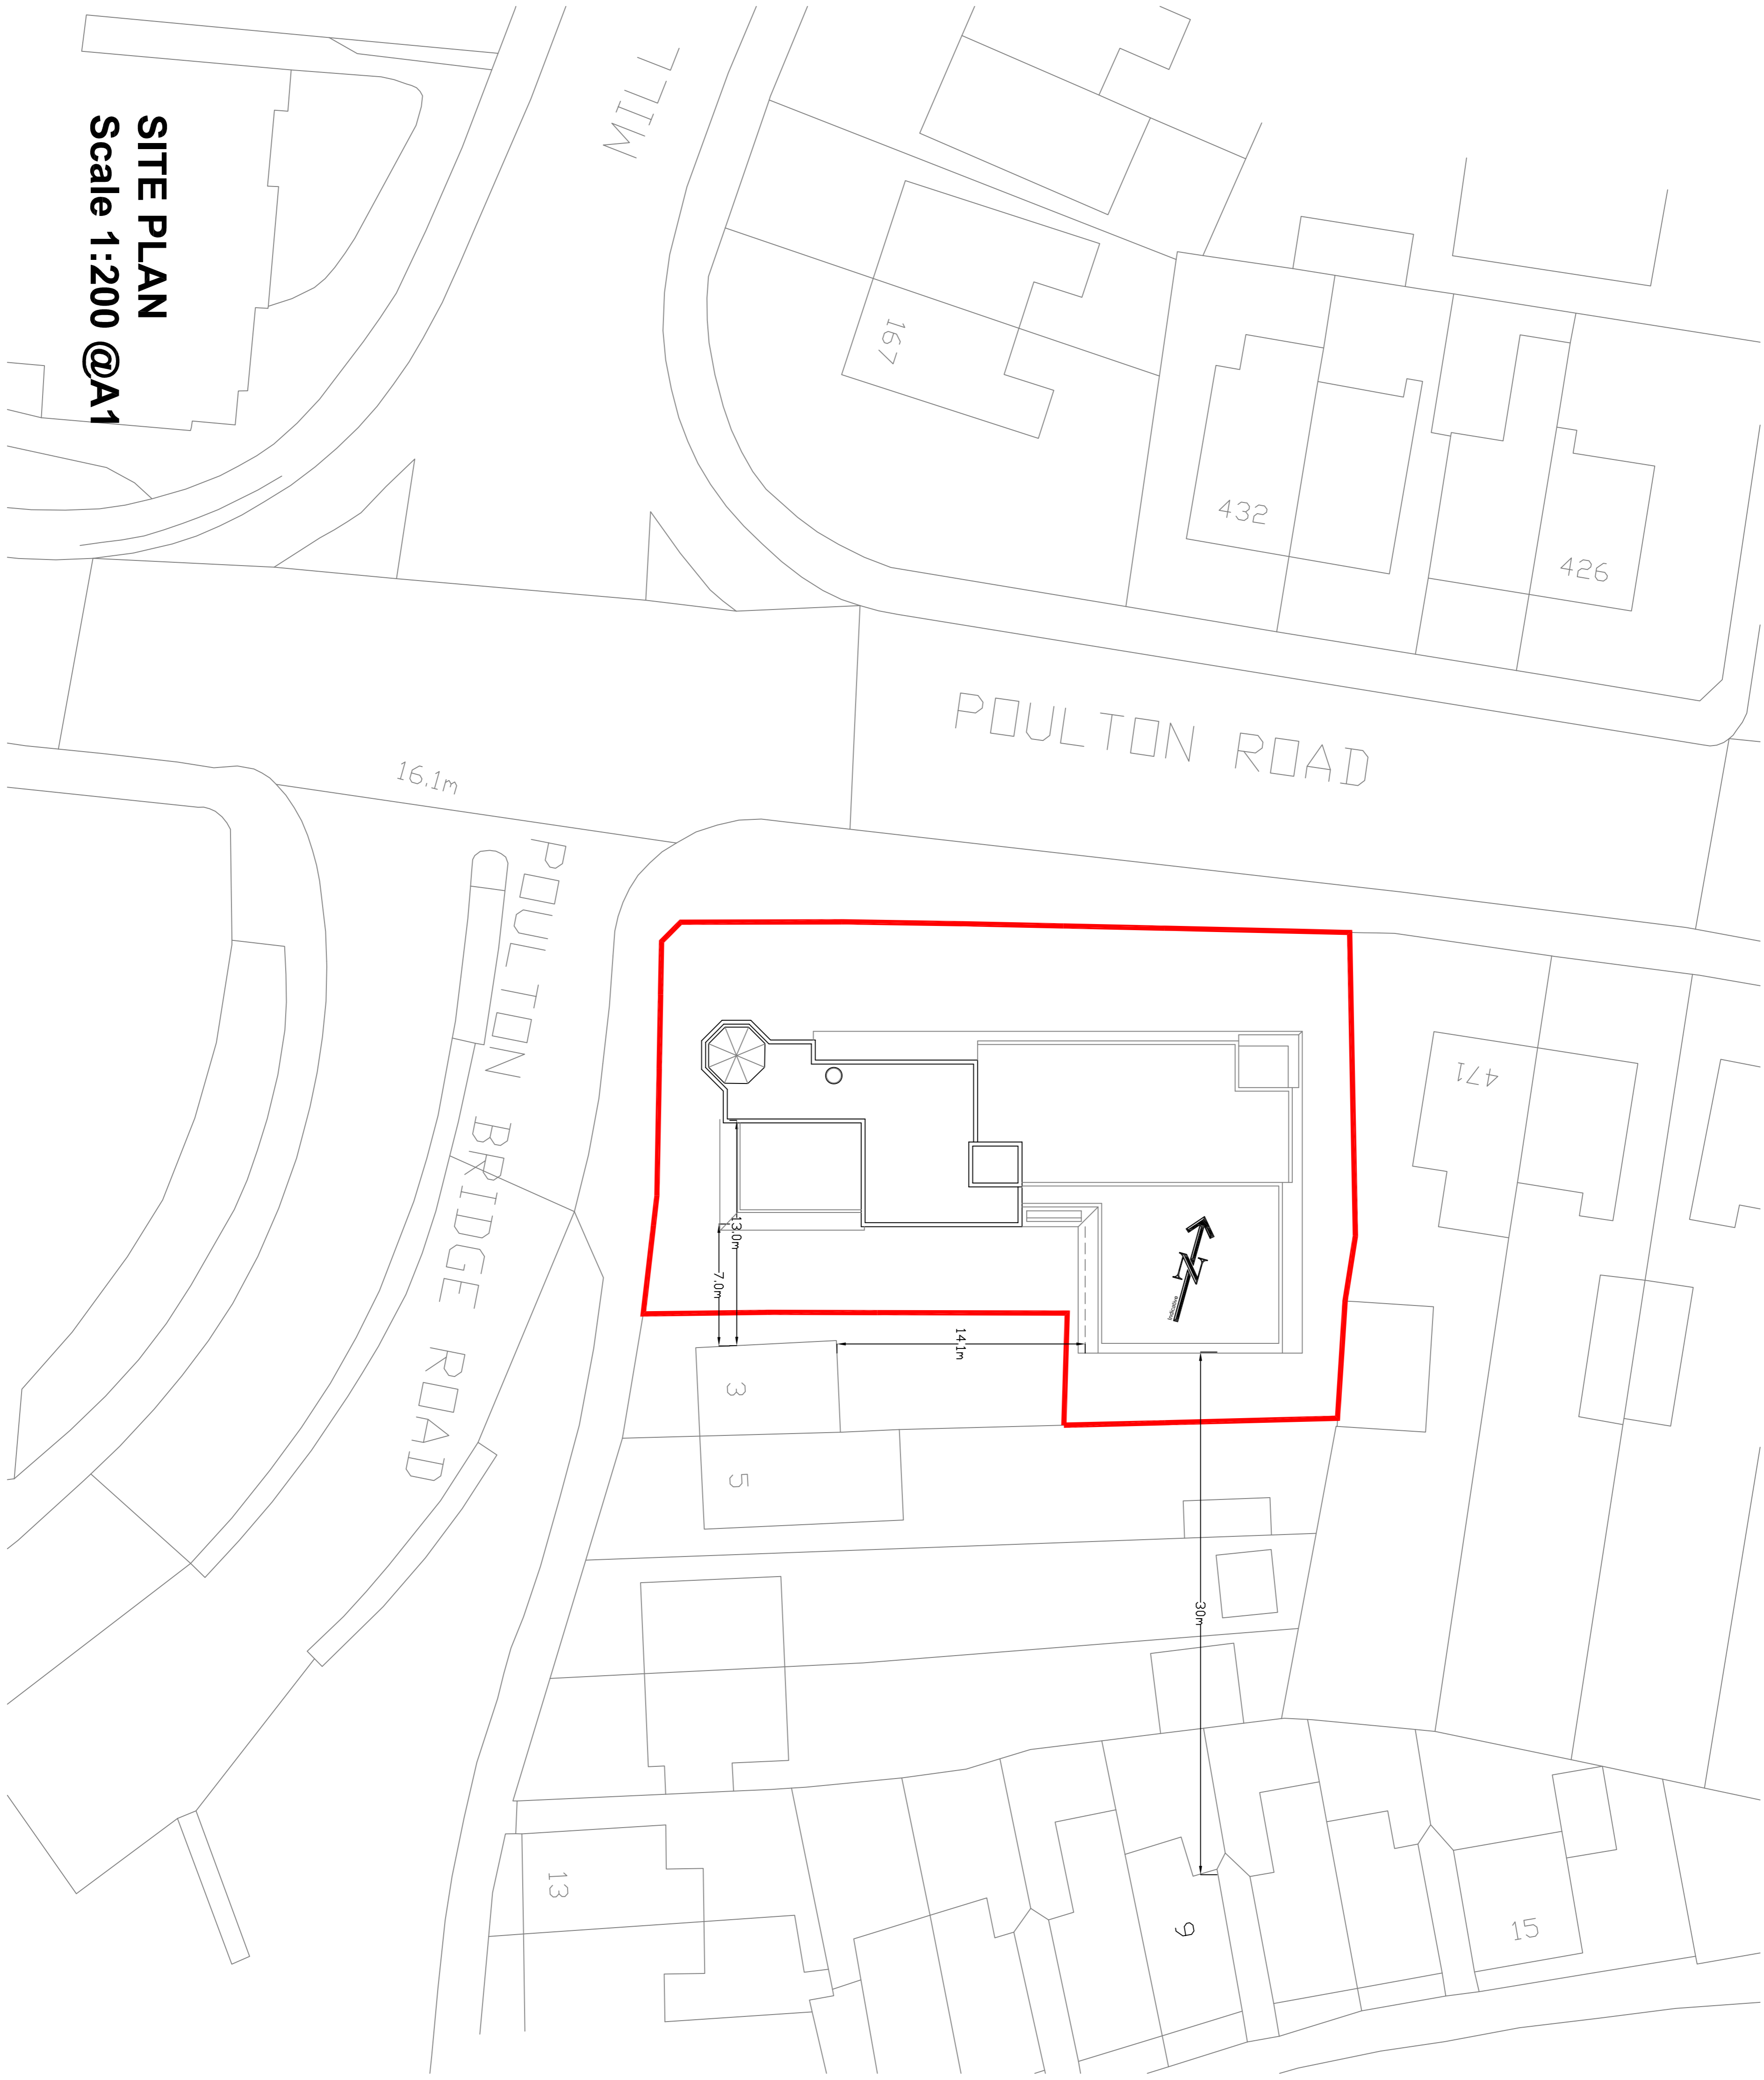 SITE PLAN
Scale 1:200 @A1
MILL
167
432
426
POULTON ROAD
16.1m
POULTON BRIDGE ROAD
471
N
Indicative
13.0m
7.0m
14.1m
3
5
30m
13
9
15